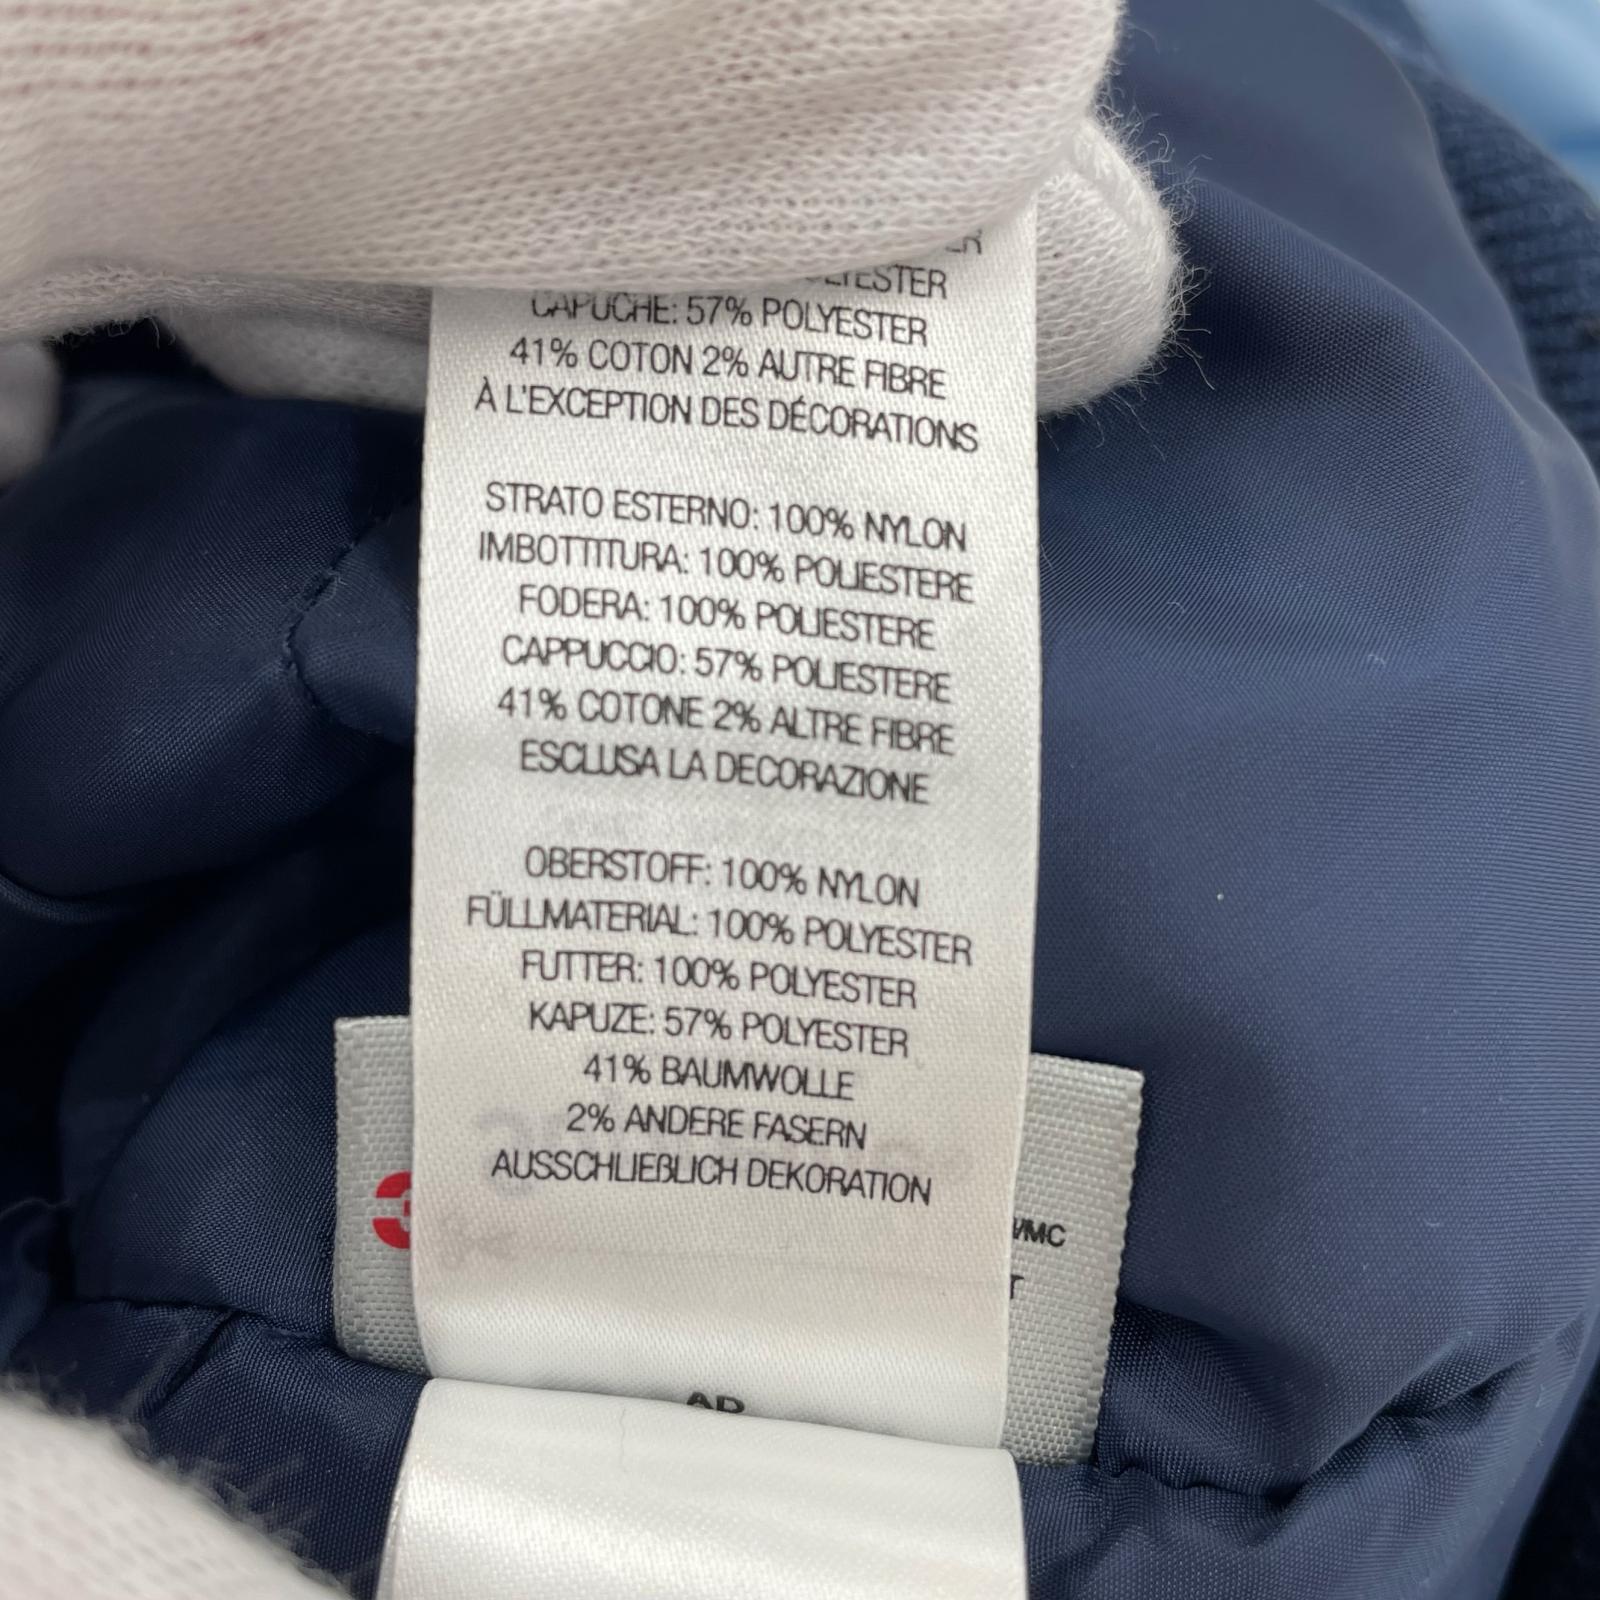 CAPUCHE: 57% POLYESTER
41% COTON 2% AUTRE FIBRE
À L'EXCEPTION DES DÉCORATIONS
STRATO ESTERNO: 100% NYLON
IMBOTTITURA: 100% POLIESTERE
FODERA: 100% POLIESTERE
CAPPUCCIO: 57% POLIESTERE
41% COTONE 2% ALTRE FIBRE
ESCLUSA LA DECORAZIONE
OBERSTOFF: 100% NYLON
FÜLLMATERIAL: 100% POLYESTER
FUTTER: 100% POLYESTER
KAPUZE: 57% POLYESTER
41% BAUMWOLLE
2% ANDERE FASERN
AUSSCHLIEßLICH DEKORATION